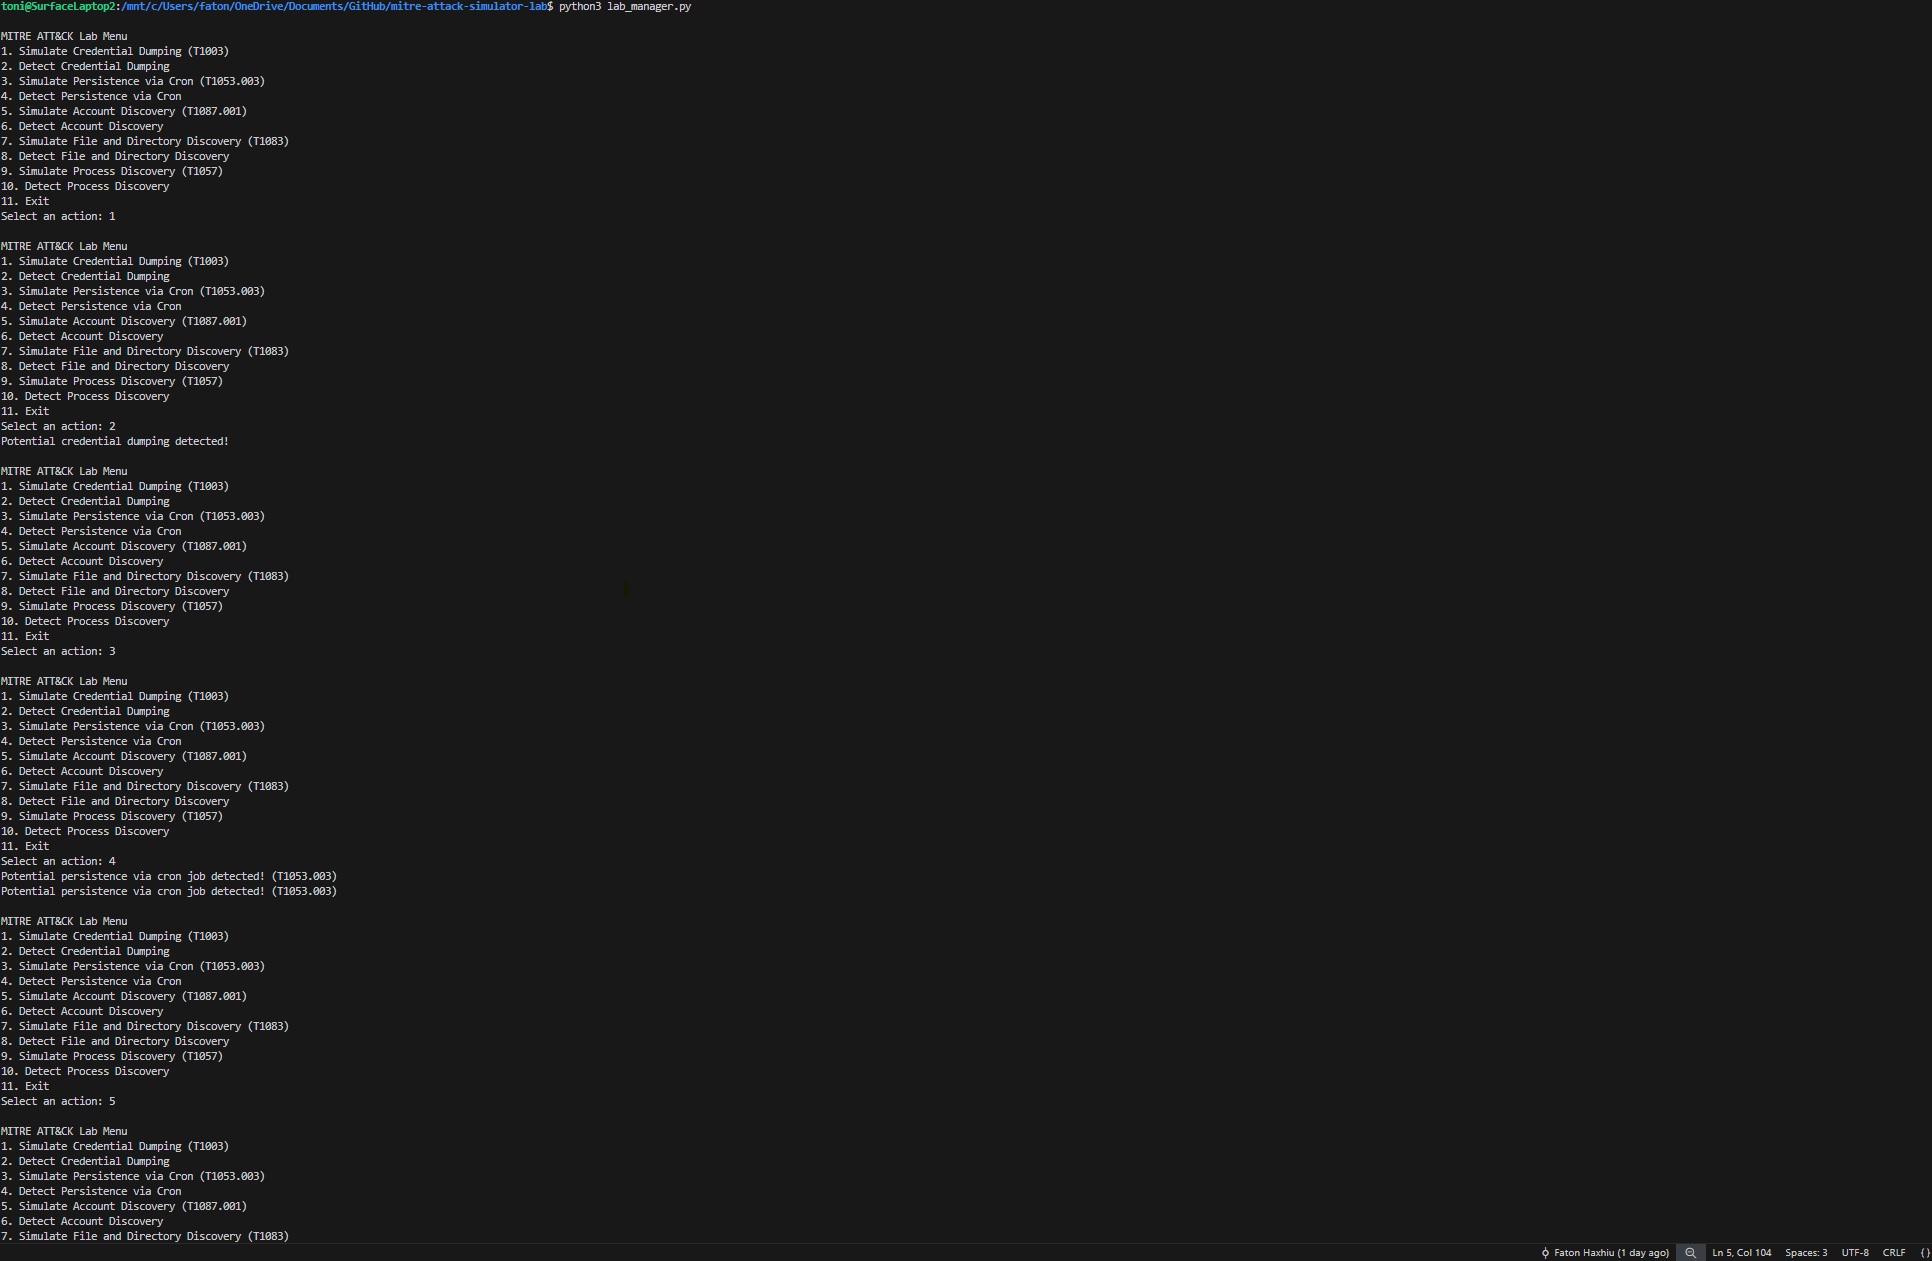 toni@SurfaceLaptop2:/mnt/c/Users/faton/OneDrive/Documents/GitHub/mitre-attack-simulator-lab$ python3 lab_manager.py
MITRE ATT&CK Lab Menu
1. Simulate Credential Dumping (T1003)
2. Detect Credential Dumping
3. Simulate Persistence via Cron (T1053.003)
4. Detect Persistence via Cron
5. Simulate Account Discovery (T1087.001)
6. Detect Account Discovery
7. Simulate File and Directory Discovery (T1083)
8. Detect File and Directory Discovery
9. Simulate Process Discovery (T1057)
10. Detect Process Discovery
11. Exit
Select an action: 1
MITRE ATT&CK Lab Menu
1. Simulate Credential Dumping (T1003)
2. Detect Credential Dumping
3. Simulate Persistence via Cron (T1053.003)
4. Detect Persistence via Cron
5. Simulate Account Discovery (T1087.001)
6. Detect Account Discovery
7. Simulate File and Directory Discovery (T1083)
8. Detect File and Directory Discovery
9. Simulate Process Discovery (T1057)
10. Detect Process Discovery
11. Exit
Select an action: 2
Potential credential dumping detected!
MITRE ATT&CK Lab Menu
1. Simulate Credential Dumping (T1003)
2. Detect Credential Dumping
3. Simulate Persistence via Cron (T1053.003)
4. Detect Persistence via Cron
5. Simulate Account Discovery (T1087.001)
6. Detect Account Discovery
7. Simulate File and Directory Discovery (T1083)
8. Detect File and Directory Discovery
9. Simulate Process Discovery (T1057)
10. Detect Process Discovery
11. Exit
Select an action: 3
MITRE ATT&CK Lab Menu
1. Simulate Credential Dumping (T1003)
2. Detect Credential Dumping
3. Simulate Persistence via Cron (T1053.003)
4. Detect Persistence via Cron
5. Simulate Account Discovery (T1087.001)
6. Detect Account Discovery
7. Simulate File and Directory Discovery (T1083)
8. Detect File and Directory Discovery
9. Simulate Process Discovery (T1057)
10. Detect Process Discovery
11. Exit
Select an action: 4
Potential persistence via cron job detected! (T1053.003)
Potential persistence via cron job detected! (T1053.003)
MITRE ATT&CK Lab Menu
1. Simulate Credential Dumping (T1003)
2. Detect Credential Dumping
3. Simulate Persistence via Cron (T1053.003)
4. Detect Persistence via Cron
5. Simulate Account Discovery (T1087.001)
6. Detect Account Discovery
7. Simulate File and Directory Discovery (T1083)
8. Detect File and Directory Discovery
9. Simulate Process Discovery (T1057)
10. Detect Process Discovery
11. Exit
Select an action: 5
MITRE ATT&CK Lab Menu
1. Simulate Credential Dumping (T1003)
2. Detect Credential Dumping
3. Simulate Persistence via Cron (T1053.003)
4. Detect Persistence via Cron
5. Simulate Account Discovery (T1087.001)
6. Detect Account Discovery
7. Simulate File and Directory Discovery (T1083)
Faton Haxhiu (1 day ago) Ln 5, Col 104 Spaces: 3 UTF-8 CRLF {}